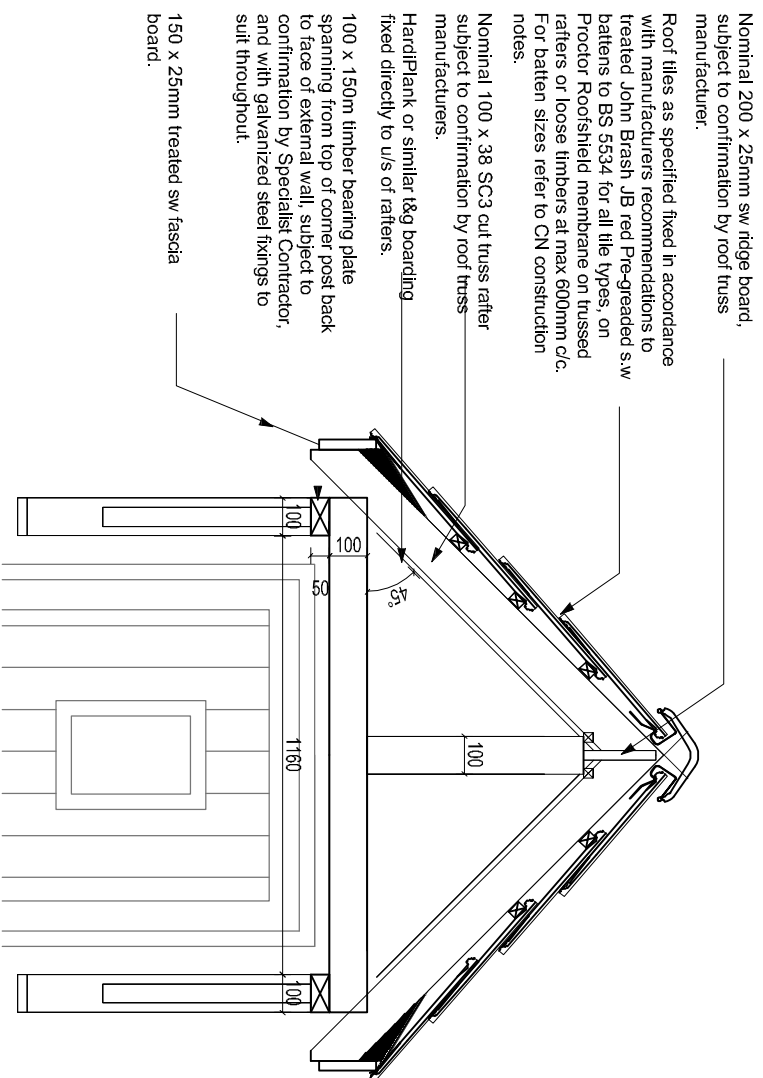 Nominal 200 x 25mm sw ridge board,
subject to confirmation by roof truss
manufacturer.
Roof tiles as specified fixed in accordance
with manufacturers recommendations to
treated John Brash JB red Pre-greaded s.w
battens to BS 5534 for all tile types, on
Proctor Roofshield membrane on trussed
rafters or loose timbers at max 600mm c/c.
For batten sizes refer to CN construction
notes.
Nominal 100 x 38 SC3 cut truss rafter
subject to confirmation by roof truss
manufacturers.
HardiPlank or similar t&g boarding
fixed directly to u/s of rafters.
100 x 150m timber bearing plate
spanning from top of corner post back
to face of external wall, subject to
confirmation by Specialist Contractor,
and with galvanized steel fixings to
suit throughout.
150 x 25mm treated sw fascia
board.
100
45°
100
50
100
1160
100